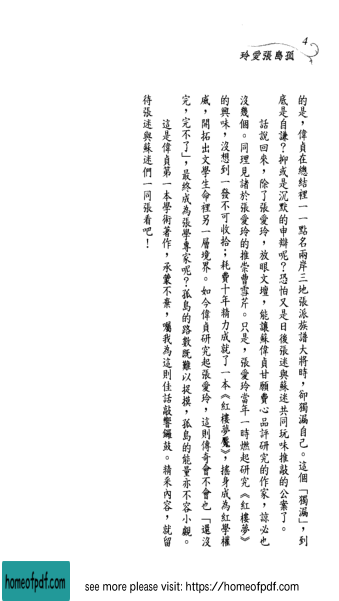 4
孤島張愛玲
的是，偉貞在總結裡一一點名兩岸三地張派族譜大將時，卻獨漏自己。這個「獨漏」，到
底是自謙？抑或是沉默的申辯呢？恐怕又是日後張迷與蘇迷共同玩味推敲的公案了。
話說回來，除了張愛玲，放眼文壇，能讓蘇偉貞甘願費心品評研究的作家，諒必也
沒幾個。同理見諸於張愛玲的推崇曹雪芹。只是，張愛玲當年一時燃起研究《紅樓夢》
的興味，沒想到一發不可收拾；耗費十年精力成就了一本《紅樓夢魘》，搖身成為紅學權
威，開拓出文學生命裡另一層境界。如今偉貞研究起張愛玲，這則傳奇會不會也「還沒
完，完不了」，最終成為張學專家呢？孤島的路數既難以捉摸，孤島的能量亦不容小覷。
這是偉貞第一本學術著作，承蒙不棄，囑我為這則佳話敲響鑼鼓。精采內容，就留
待張迷與蘇迷們一同張看吧！
homeofpdf.com
see more please visit: https://homeofpdf.com